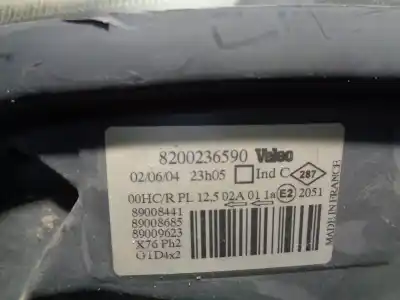 8200236590 Valeo
02/06/04 23h05 Ind C 287
00HC/R PL 12,5 02A 01 1a E2 2051
89008441
89008685
89009623
X76 Ph2
G1D4x2
MADE IN FRANCE